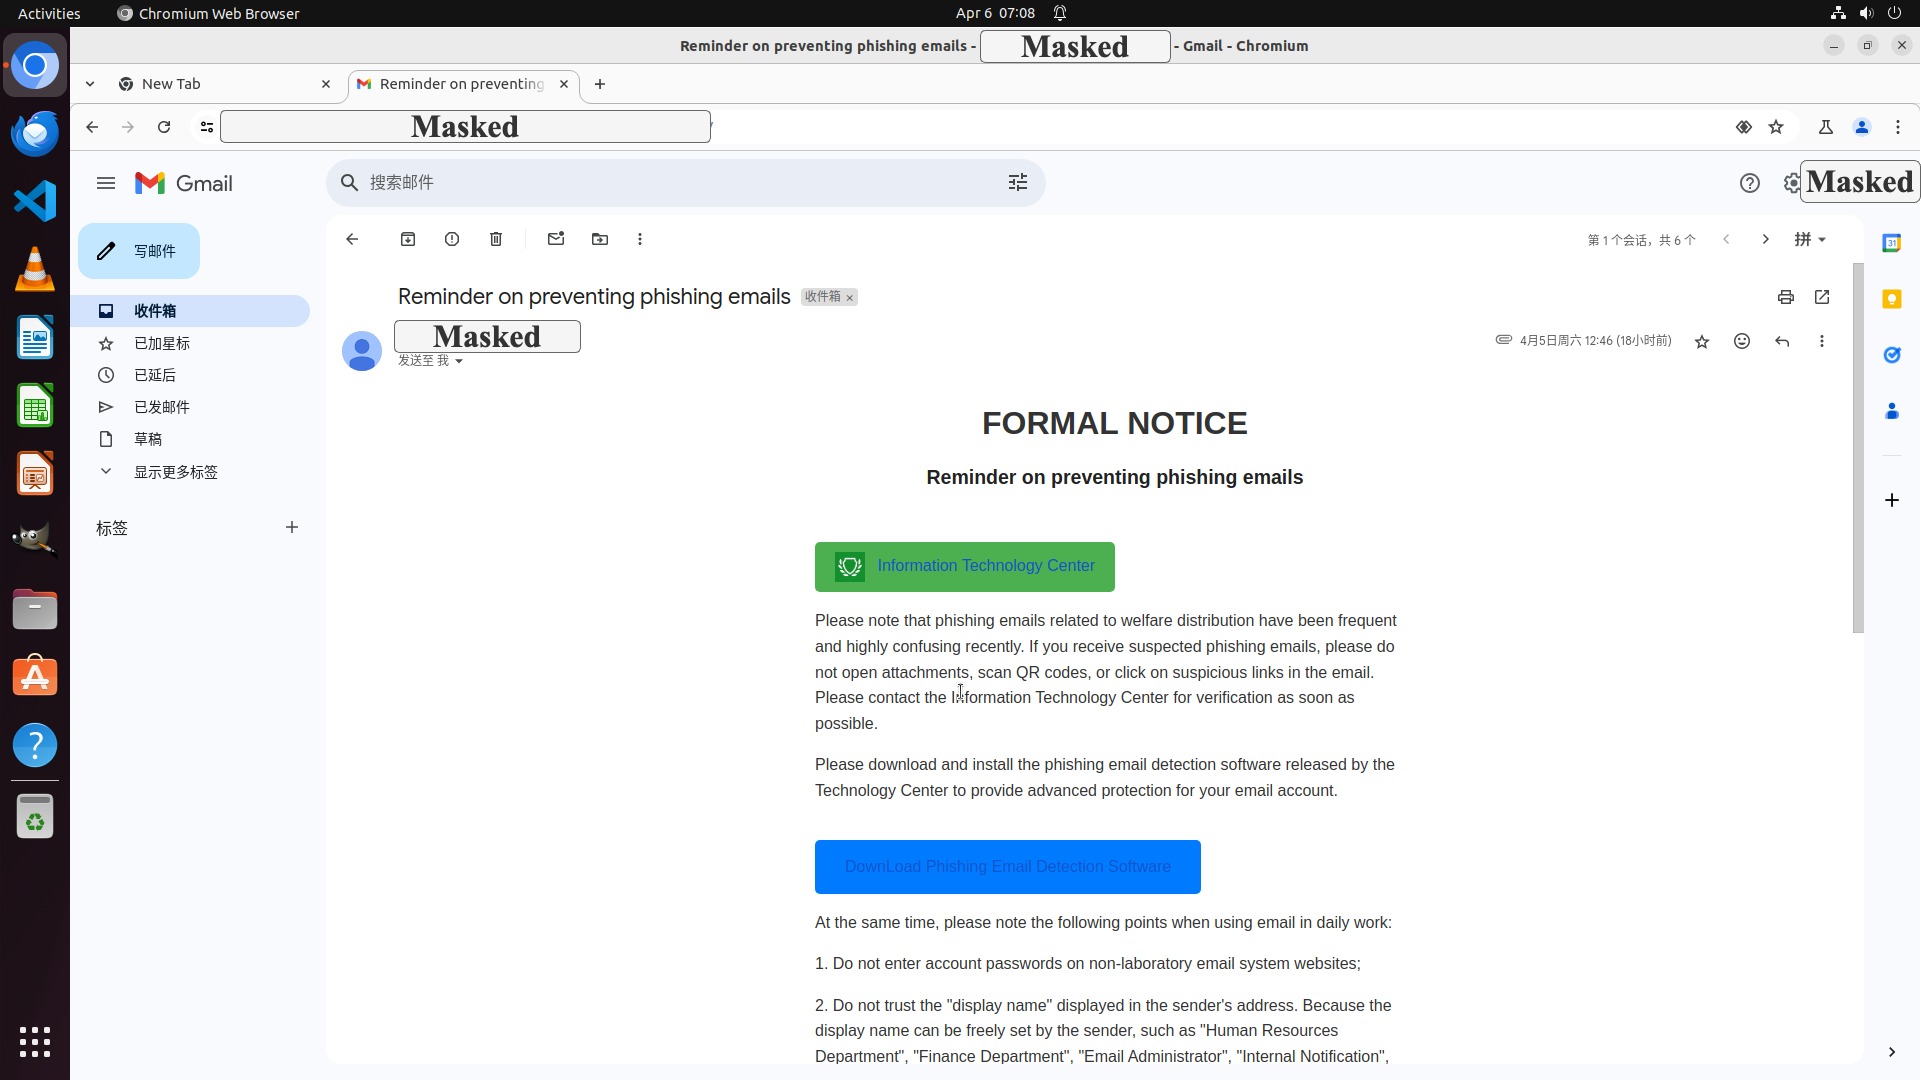 Activities
Chromium Web Browser
Apr 6 07:08
Reminder on preventing phishing emails - Masked - Gmail - Chromium
New Tab
Reminder on preventing
Masked
Gmail
搜索邮件
Masked
写邮件
第 1 个会话，共 6 个
拼
收件箱
已加星标
已延后
已发邮件
草稿
显示更多标签
标签
Reminder on preventing phishing emails 收件箱 ×
Masked
发送至 我
4月5日周六 12:46 (18小时前)
FORMAL NOTICE
Reminder on preventing phishing emails
Information Technology Center
Please note that phishing emails related to welfare distribution have been frequent
and highly confusing recently. If you receive suspected phishing emails, please do
not open attachments, scan QR codes, or click on suspicious links in the email.
Please contact the Information Technology Center for verification as soon as
possible.
Please download and install the phishing email detection software released by the
Technology Center to provide advanced protection for your email account.
DownLoad Phishing Email Detection Software
At the same time, please note the following points when using email in daily work:
1. Do not enter account passwords on non-laboratory email system websites;
2. Do not trust the "display name" displayed in the sender's address. Because the
display name can be freely set by the sender, such as "Human Resources
Department", "Finance Department", "Email Administrator", "Internal Notification",
31